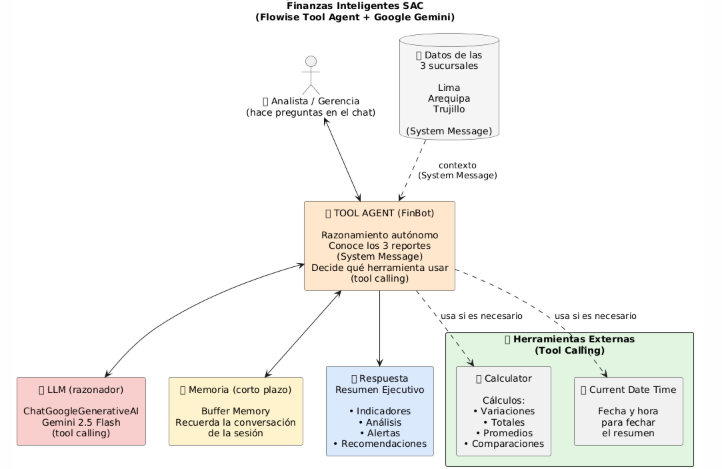 Finanzas Inteligentes SAC
(Flowise Tool Agent + Google Gemini)
Datos de las
3 sucursales
Lima
Arequipa
Trujillo
(System Message)
Analista / Gerencia
(hace preguntas en el chat)
contexto
(System Message)
TOOL AGENT (FinBot)
Razonamiento autónomo
Conoce los 3 reportes
(System Message)
Decide qué herramienta usar
(tool calling)
usa si es necesario
usa si es necesario
Herramientas Externas
(Tool Calling)
LLM (razonador)
ChatGoogleGenerativeAI
Gemini 2.5 Flash
(tool calling)
Memoria (corto plazo)
Buffer Memory
Recuerda la conversación
de la sesión
Respuesta
Resumen Ejecutivo
• Indicadores
• Análisis
• Alertas
• Recomendaciones
Calculator
Cálculos:
• Variaciones
• Totales
• Promedios
• Comparaciones
Current Date Time
Fecha y hora
para fechar
el resumen